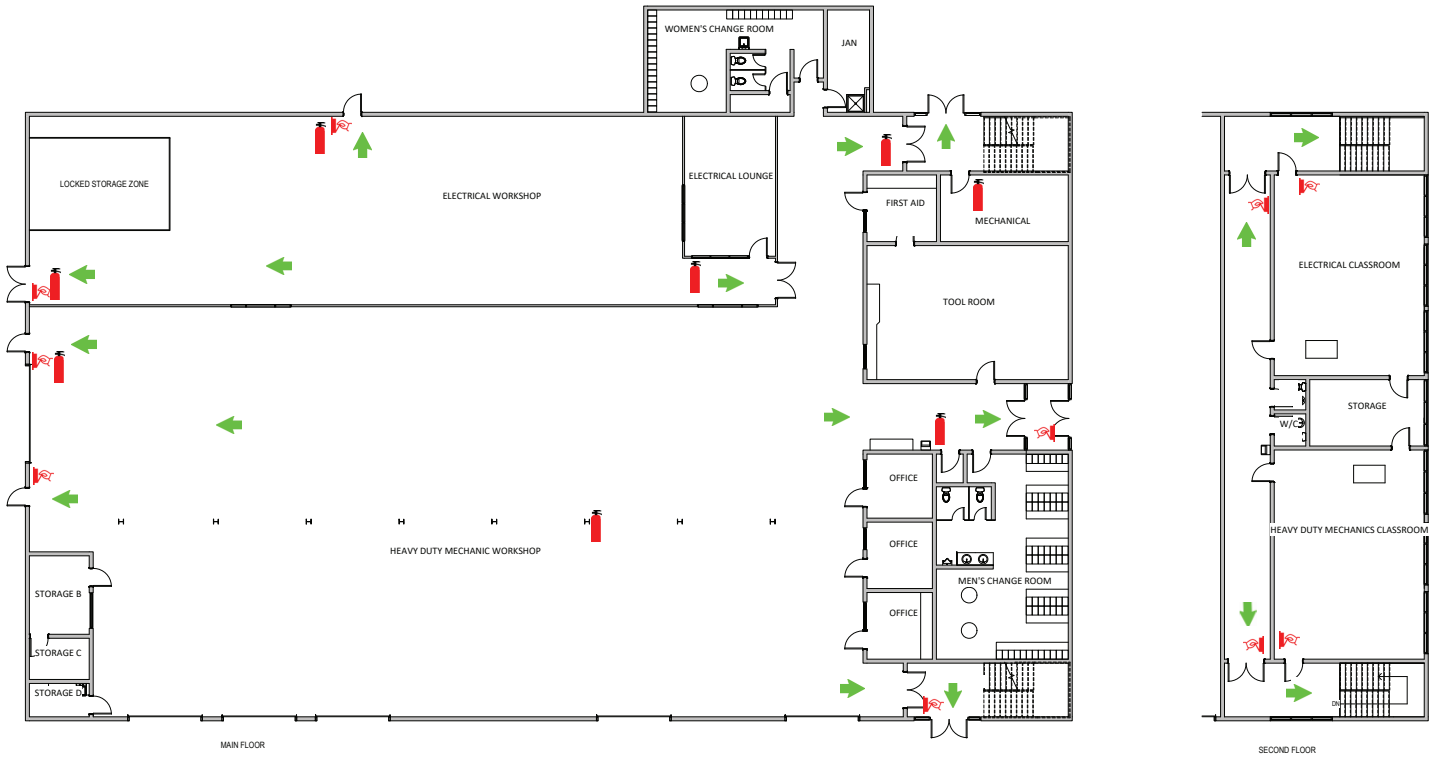 WOMEN'S CHANGE ROOM
JAN
LOCKED STORAGE ZONE
ELECTRICAL WORKSHOP
ELECTRICAL LOUNGE
FIRST AID
MECHANICAL
TOOL ROOM
OFFICE
OFFICE
OFFICE
HEAVY DUTY MECHANIC WORKSHOP
MEN'S CHANGE ROOM
STORAGE B
STORAGE C
STORAGE D
MAIN FLOOR
ELECTRICAL CLASSROOM
STORAGE
W/C
HEAVY DUTY MECHANICS CLASSROOM
DN
SECOND FLOOR